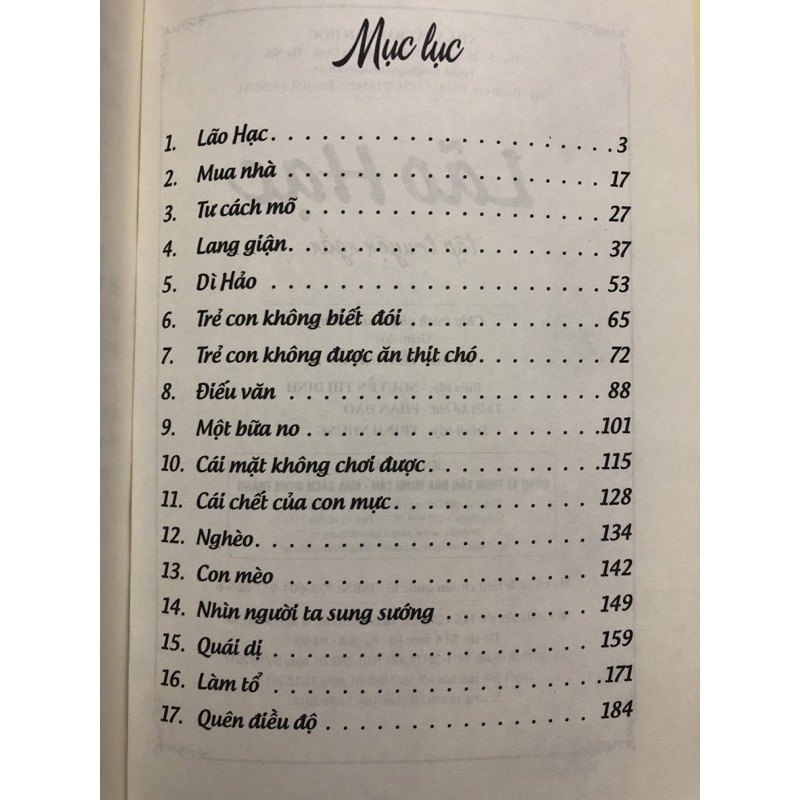 Mục lục
1. Lão Hạc. . . . . . . . . . . . . . . . . . . . . . . . 3
2. Mua nhà . . . . . . . . . . . . . . . . . . . . . . . 17
3. Tư cách mõ . . . . . . . . . . . . . . . . . . . . . 27
4. Lang giận. . . . . . . . . . . . . . . . . . . . . . 37
5. Dì Hảo . . . . . . . . . . . . . . . . . . . . . . . 53
6. Trẻ con không biết đói . . . . . . . . . . . . . 65
7. Trẻ con không được ăn thịt chó. . . . . . . . 72
8. Điếu văn . . . . . . . . . . . . . . . . . . . . . . 88
9. Một bữa no . . . . . . . . . . . . . . . . . . . . .101
10. Cái mặt không chơi được. . . . . . . . . . . . 115
11. Cái chết của con mực. . . . . . . . . . . . . . 128
12. Nghèo. . . . . . . . . . . . . . . . . . . . . . . . 134
13. Con mèo . . . . . . . . . . . . . . . . . . . . . . 142
14. Nhìn người ta sung sướng . . . . . . . . . . . 149
15. Quái dị . . . . . . . . . . . . . . . . . . . . . . . 159
16. Làm tổ . . . . . . . . . . . . . . . . . . . . . . . .171
17. Quên điều độ . . . . . . . . . . . . . . . . . . . 184